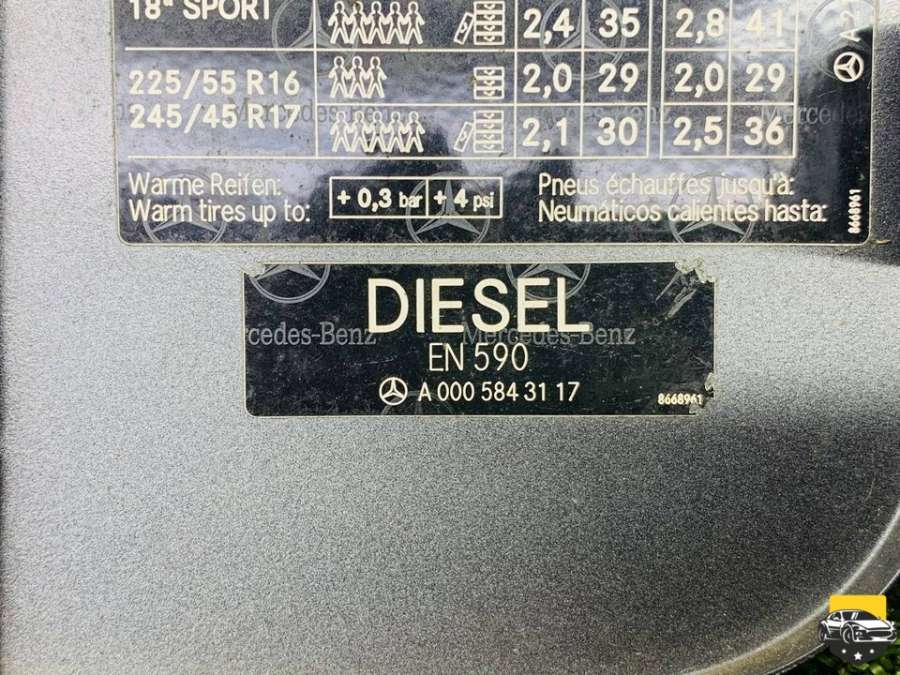 18" SPORT 2,4 35 2,8 41
225/55 R16 2,0 29 2,0 29
245/45 R17 2,1 30 2,5 36
Warme Reifen: Pneus échauffés jusqu'à:
Warm tires up to: + 0,3 bar + 4 psi Neumáticos calientes hasta:
8668961
DIESEL
Mercedes-Benz
EN 590
A 000 584 31 17
8668961